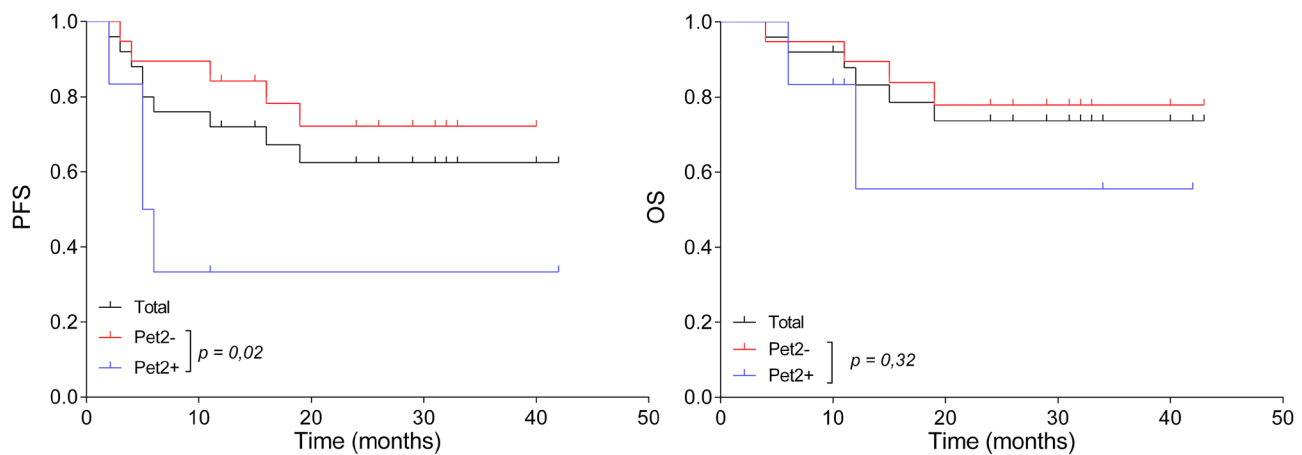 1.0
0.8
0.6
0.4
0.2
0.0
PFS
Total
Pet2-
Pet2+
p = 0,02
0 10 20 30 40 50
Time (months)
1.0
0.8
0.6
0.4
0.2
0.0
OS
Total
Pet2-
Pet2+
p = 0,32
0 10 20 30 40 50
Time (months)